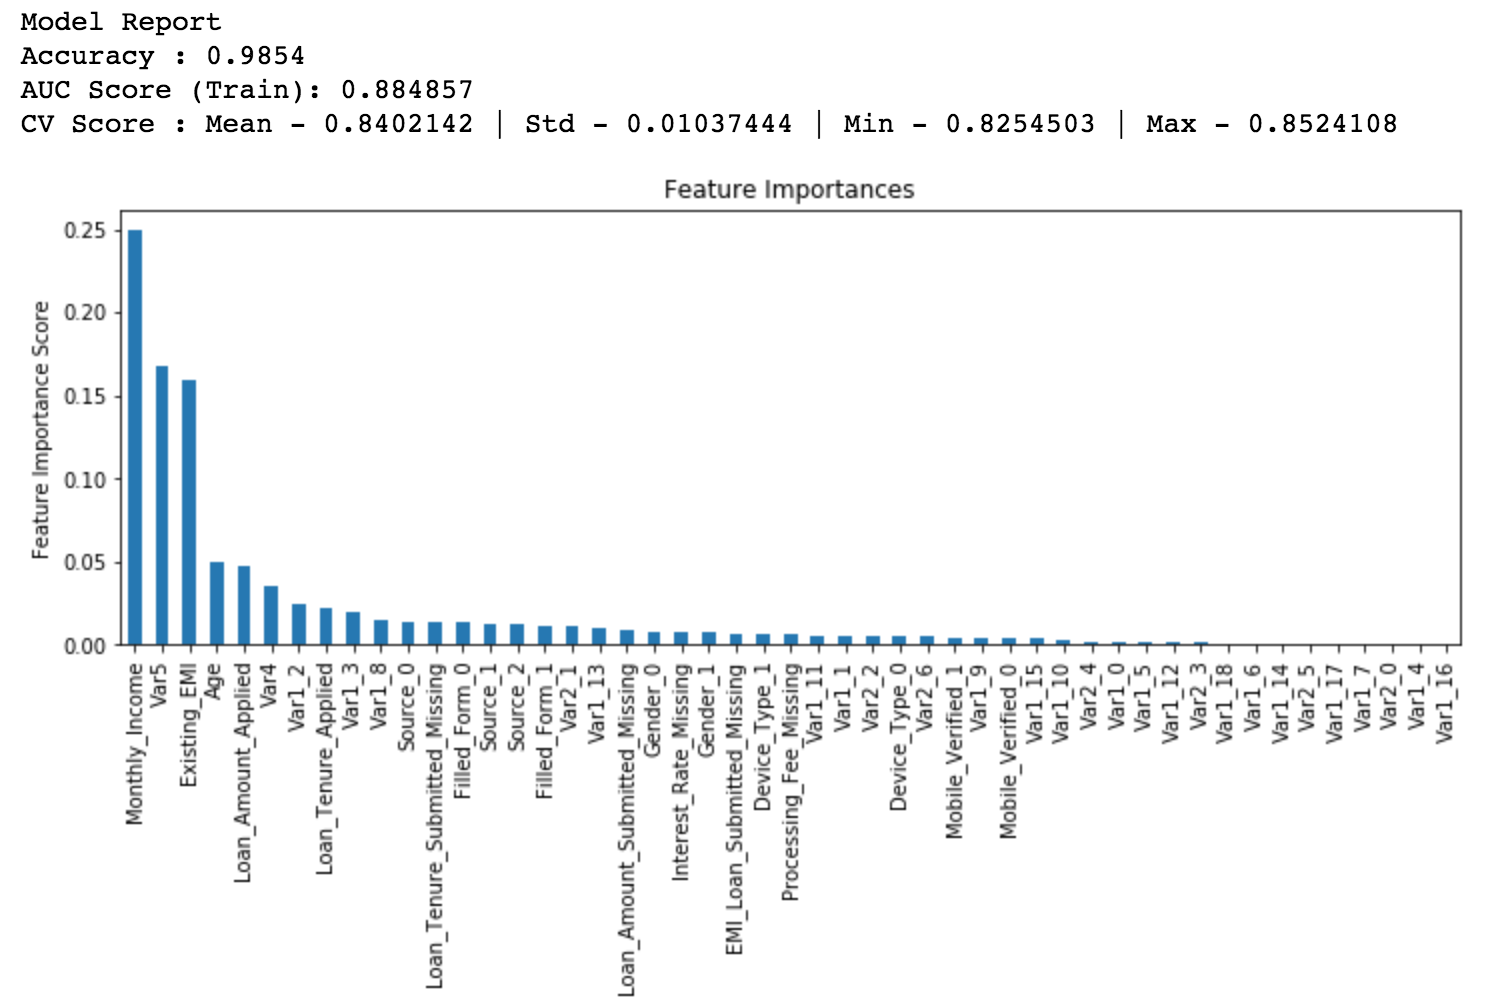 Model Report
Accuracy : 0.9854
AUC Score (Train): 0.884857
CV Score : Mean - 0.8402142 | Std - 0.01037444 | Min - 0.8254503 | Max - 0.8524108
Feature Importances
Feature Importance Score
0.25
0.20
0.15
0.10
0.05
0.00
Monthly_Income
Var5
Existing_EMI
Age
Loan_Amount_Applied
Var4
Var1_2
Loan_Tenure_Applied
Var1_3
Var1_8
Source_0
Loan_Tenure_Submitted_Missing
Filled_Form_0
Source_1
Source_2
Filled_Form_1
Var2_1
Var1_13
Loan_Amount_Submitted_Missing
Gender_0
Interest_Rate_Missing
Gender_1
EMI_Loan_Submitted_Missing
Device_Type_1
Processing_Fee_Missing
Var1_11
Var1_1
Var2_2
Device_Type_0
Var2_6
Mobile_Verified_1
Var1_9
Mobile_Verified_0
Var1_15
Var1_10
Var2_4
Var1_0
Var1_5
Var1_12
Var2_3
Var1_18
Var1_6
Var1_14
Var2_5
Var1_17
Var1_7
Var2_0
Var1_4
Var1_16